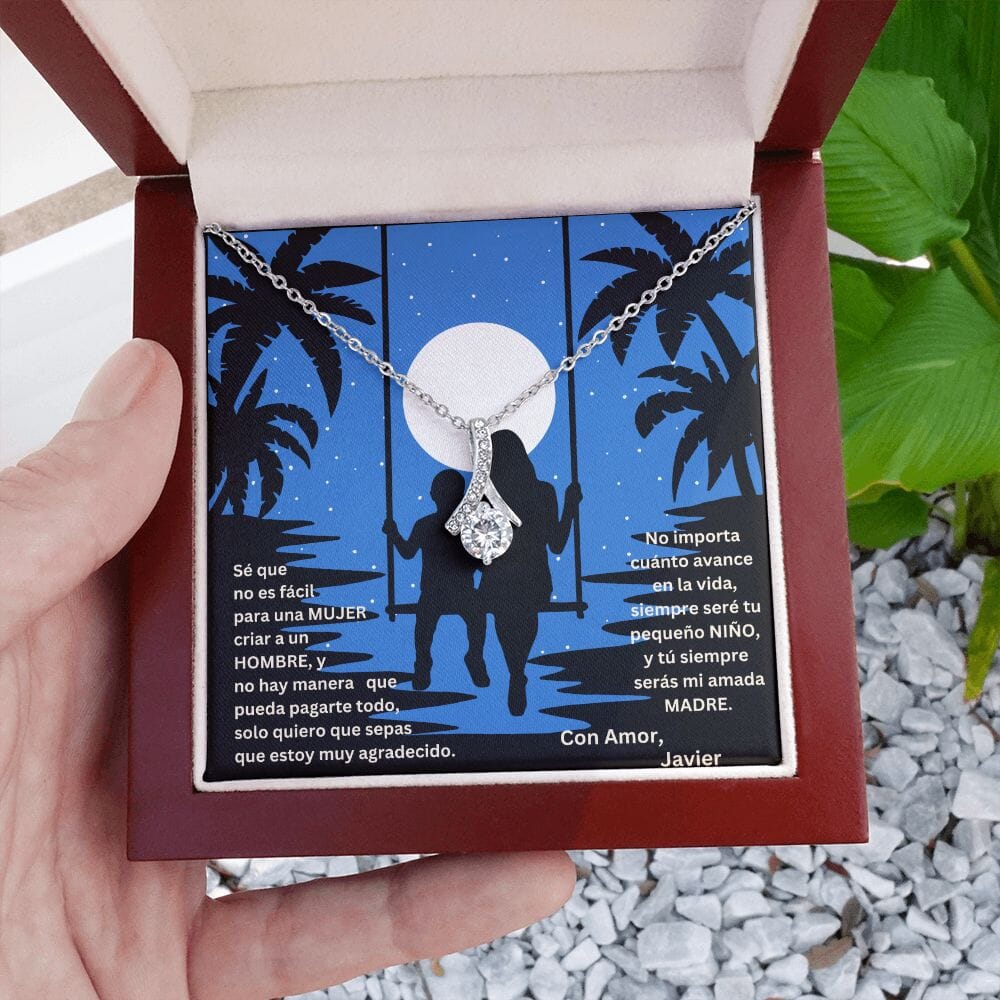 Sé que
no es fácil
para una MUJER
criar a un
HOMBRE, y
no hay manera que
pueda pagarte todo,
solo quiero que sepas
que estoy muy agradecido.
No importa
cuánto avance
en la vida,
siempre seré tu
pequeño NIÑO,
y tú siempre
serás mi amada
MADRE.
Con Amor,
Javier